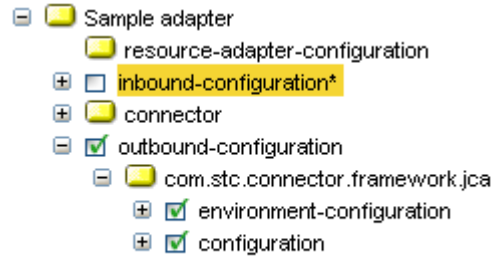 Sample adapter
resource-adapter-configuration
inbound-configuration*
connector
outbound-configuration
com.stc.connector.framework.jca
environment-configuration
configuration